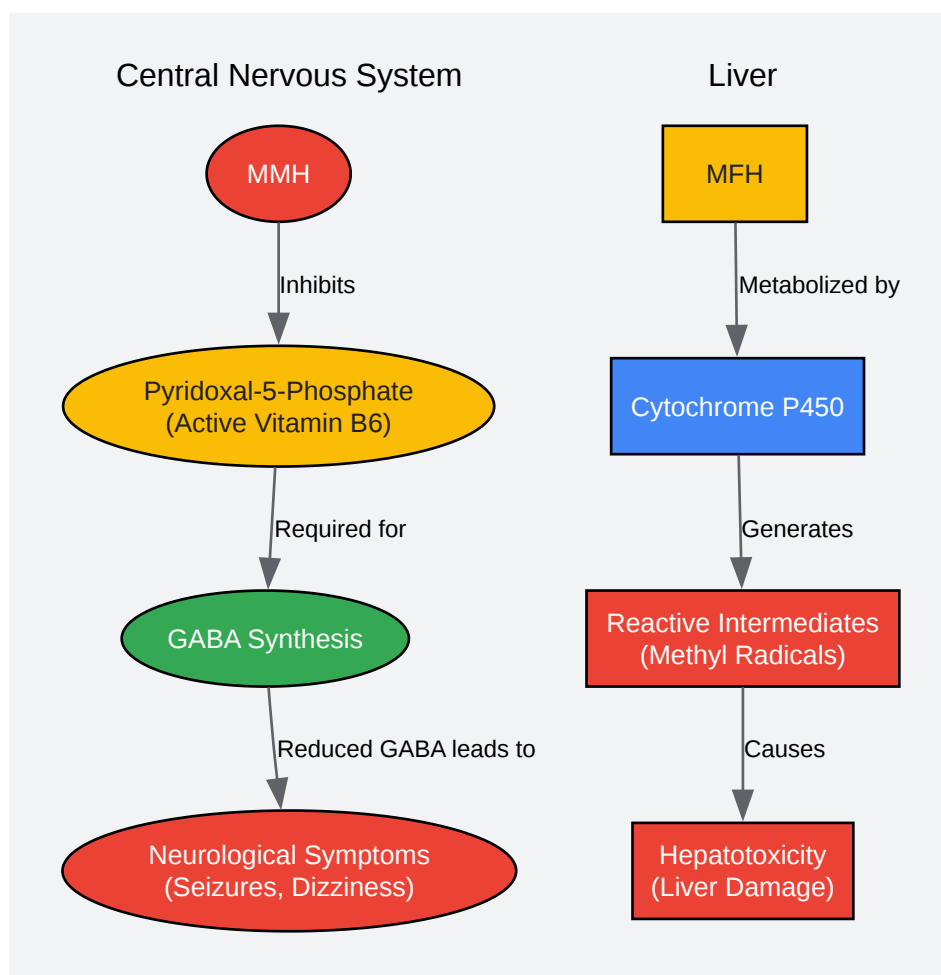 Central Nervous System
MMH
Inhibits
Pyridoxal-5-Phosphate
(Active Vitamin B6)
Required for
GABA Synthesis
Reduced GABA leads to
Neurological Symptoms
(Seizures, Dizziness)
Liver
MFH
Metabolized by
Cytochrome P450
Generates
Reactive Intermediates
(Methyl Radicals)
Causes
Hepatotoxicity
(Liver Damage)